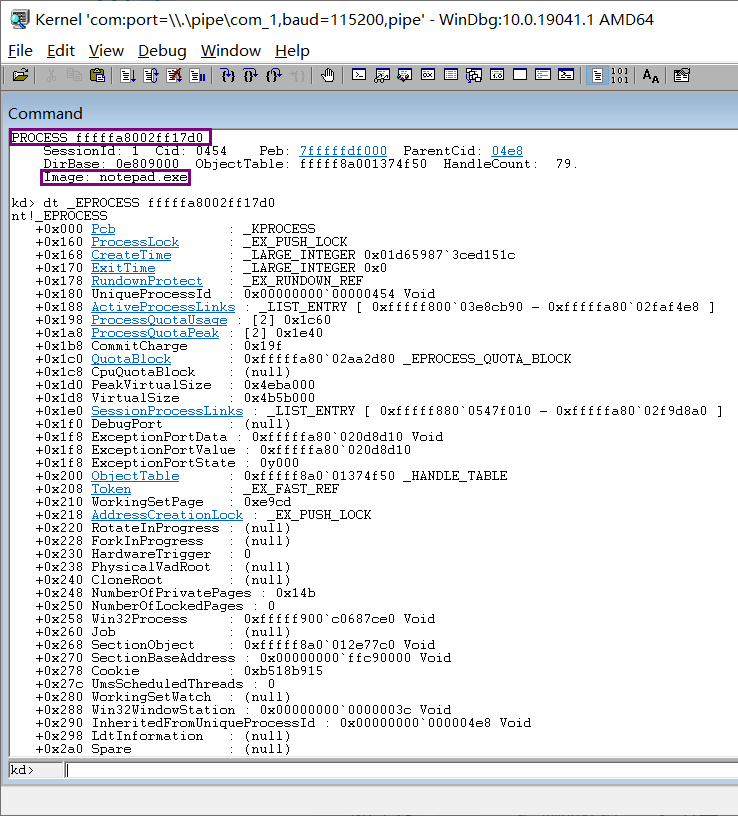 Kernel 'com:port=\\.\pipe\com_1,baud=115200,pipe' - WinDbg:10.0.19041.1 AMD64
File Edit View Debug Window Help
Command
PROCESS fffffa8002ff17d0
SessionId: 1 Cid: 0454 Peb: 7fffffdf000 ParentCid: 04e8
DirBase: 0e809000 ObjectTable: fffff8a001374f50 HandleCount: 79.
Image: notepad.exe
kd> dt _EPROCESS fffffa8002ff17d0
nt!_EPROCESS
+0x000 Pcb : _KPROCESS
+0x160 ProcessLock : _EX_PUSH_LOCK
+0x168 CreateTime : _LARGE_INTEGER 0x01d65987`3ced151c
+0x170 ExitTime : _LARGE_INTEGER 0x0
+0x178 RundownProtect : _EX_RUNDOWN_REF
+0x180 UniqueProcessId : 0x00000000`00000454 Void
+0x188 ActiveProcessLinks : _LIST_ENTRY [ 0xfffff800`03e8cb90 - 0xfffffa80`02faf4e8 ]
+0x198 ProcessQuotaUsage : [2] 0x1c60
+0x1a8 ProcessQuotaPeak : [2] 0x1e40
+0x1b8 CommitCharge : 0x19f
+0x1c0 QuotaBlock : 0xfffffa80`02aa2d80 _EPROCESS_QUOTA_BLOCK
+0x1c8 CpuQuotaBlock : (null)
+0x1d0 PeakVirtualSize : 0x4eba000
+0x1d8 VirtualSize : 0x4b5b000
+0x1e0 SessionProcessLinks : _LIST_ENTRY [ 0xfffff880`0547f010 - 0xfffffa80`02f9d8a0 ]
+0x1f0 DebugPort : (null)
+0x1f8 ExceptionPortData : 0xfffffa80`020d8d10 Void
+0x1f8 ExceptionPortValue : 0xfffffa80`020d8d10
+0x1f8 ExceptionPortState : 0y000
+0x200 ObjectTable : 0xfffff8a0`01374f50 _HANDLE_TABLE
+0x208 Token : _EX_FAST_REF
+0x210 WorkingSetPage : 0xe9cd
+0x218 AddressCreationLock : _EX_PUSH_LOCK
+0x220 RotateInProgress : (null)
+0x228 ForkInProgress : (null)
+0x230 HardwareTrigger : 0
+0x238 PhysicalVadRoot : (null)
+0x240 CloneRoot : (null)
+0x248 NumberOfPrivatePages : 0x14b
+0x250 NumberOfLockedPages : 0
+0x258 Win32Process : 0xfffff900`c0687ce0 Void
+0x260 Job : (null)
+0x268 SectionObject : 0xfffff8a0`012e77c0 Void
+0x270 SectionBaseAddress : 0x00000000`ffc90000 Void
+0x278 Cookie : 0xb518b915
+0x27c UmsScheduledThreads : 0
+0x280 WorkingSetWatch : (null)
+0x288 Win32WindowStation : 0x00000000`0000003c Void
+0x290 InheritedFromUniqueProcessId : 0x00000000`000004e8 Void
+0x298 LdtInformation : (null)
+0x2a0 Spare : (null)
kd>